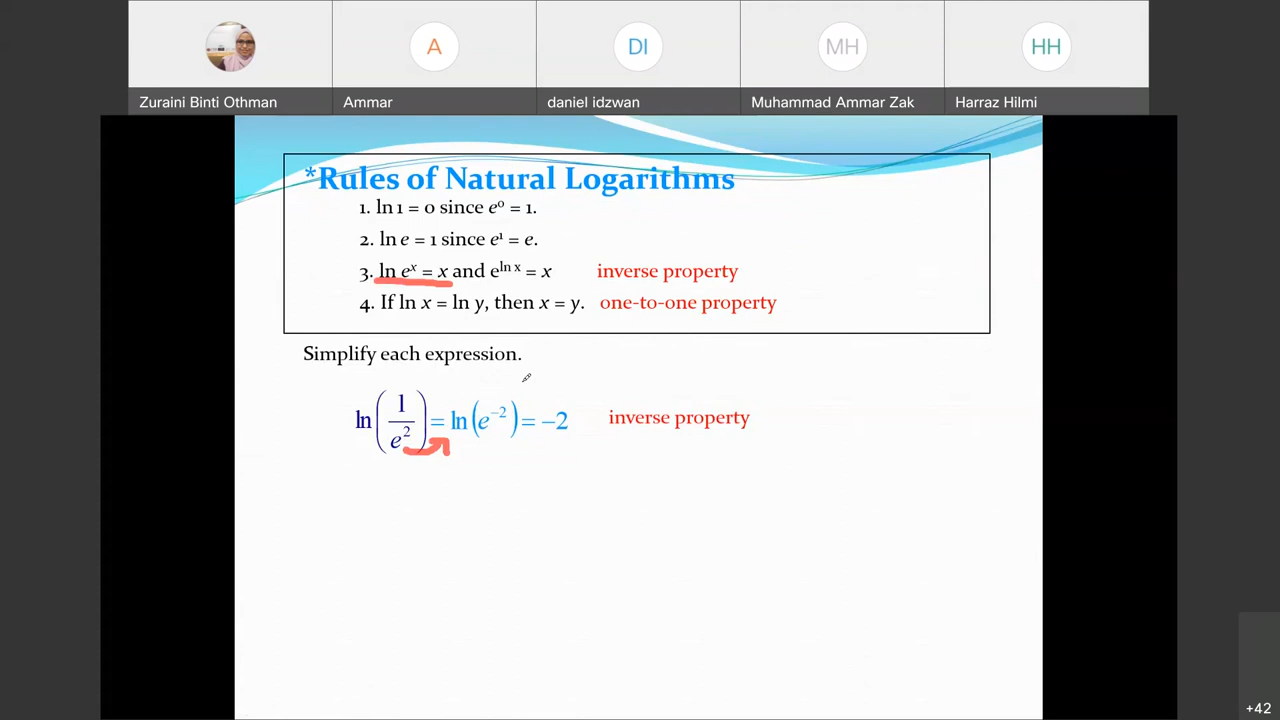 A
DI
MH
HH
Zuraini Binti Othman
Ammar
daniel idzwan
Muhammad Ammar Zak
Harraz Hilmi
*Rules of Natural Logarithms
1. ln 1 = 0 since e⁰ = 1.
2. ln e = 1 since e¹ = e.
3. ln eˣ = x and e^{ln x} = x inverse property
4. If ln x = ln y, then x = y. one-to-one property
Simplify each expression.
ln(1/e²) = ln(e⁻²) = −2 inverse property
+42